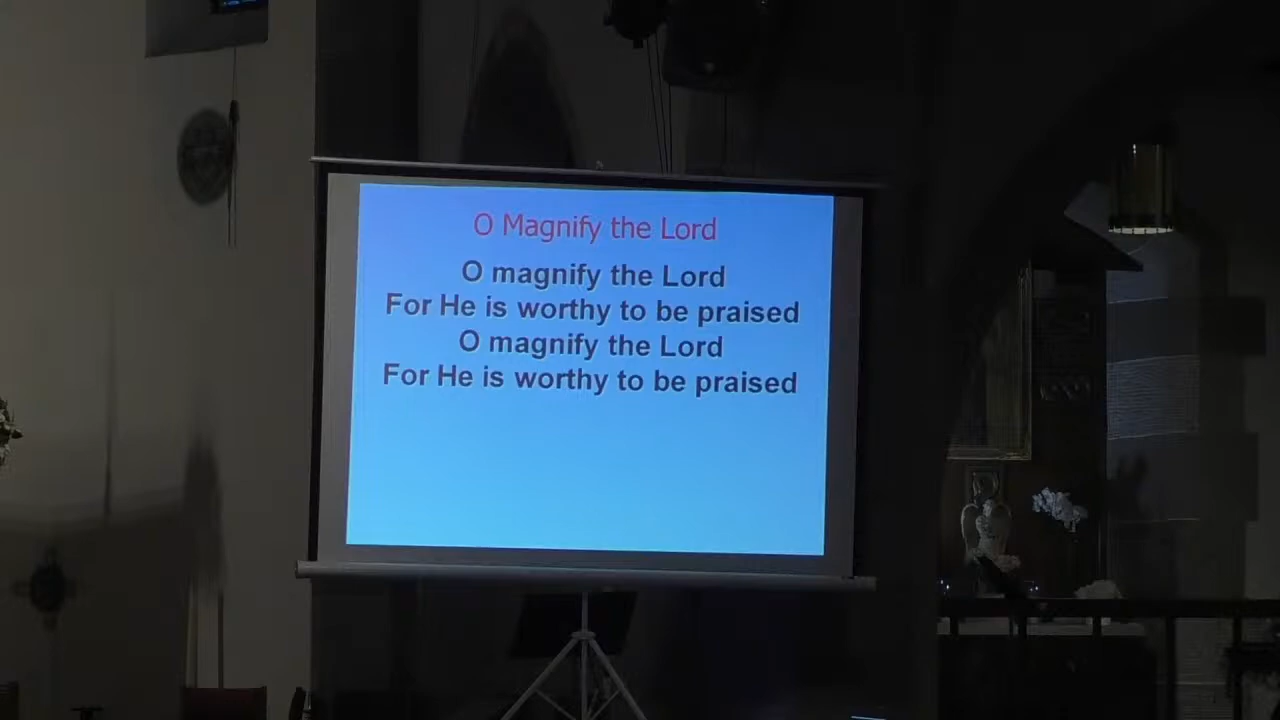 O Magnify the Lord
O magnify the Lord
For He is worthy to be praised
O magnify the Lord
For He is worthy to be praised